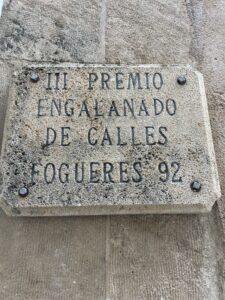 III PREMIO
ENGALANADO
DE CALLES
FOGUERES 92